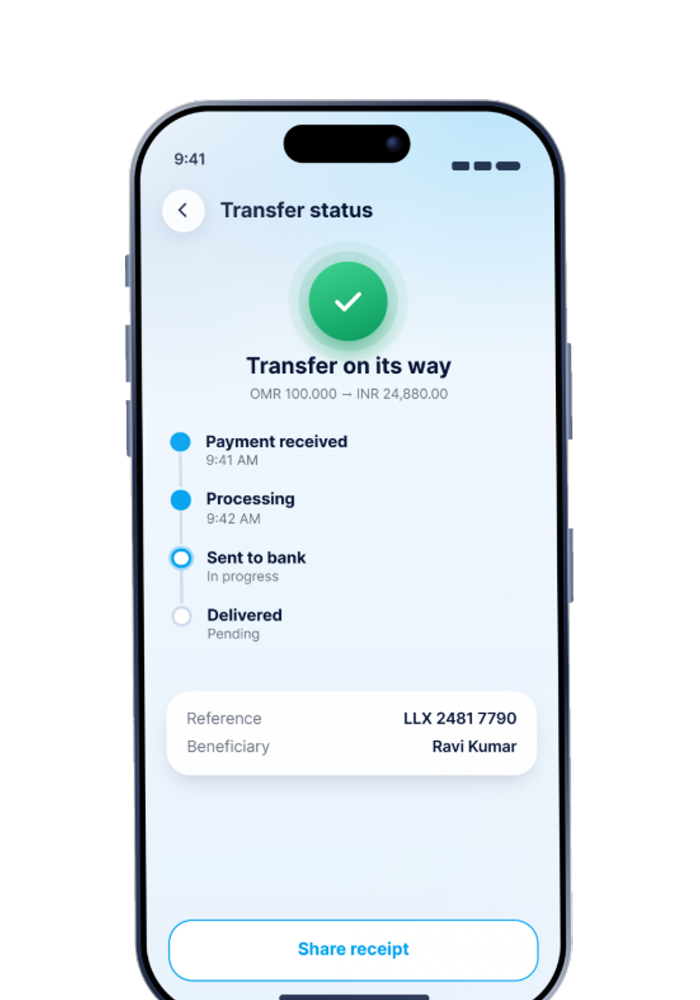 9:41
Transfer status
Transfer on its way
OMR 100.000 → INR 24,880.00
Payment received
9:41 AM
Processing
9:42 AM
Sent to bank
In progress
Delivered
Pending
Reference LLX 2481 7790
Beneficiary Ravi Kumar
Share receipt